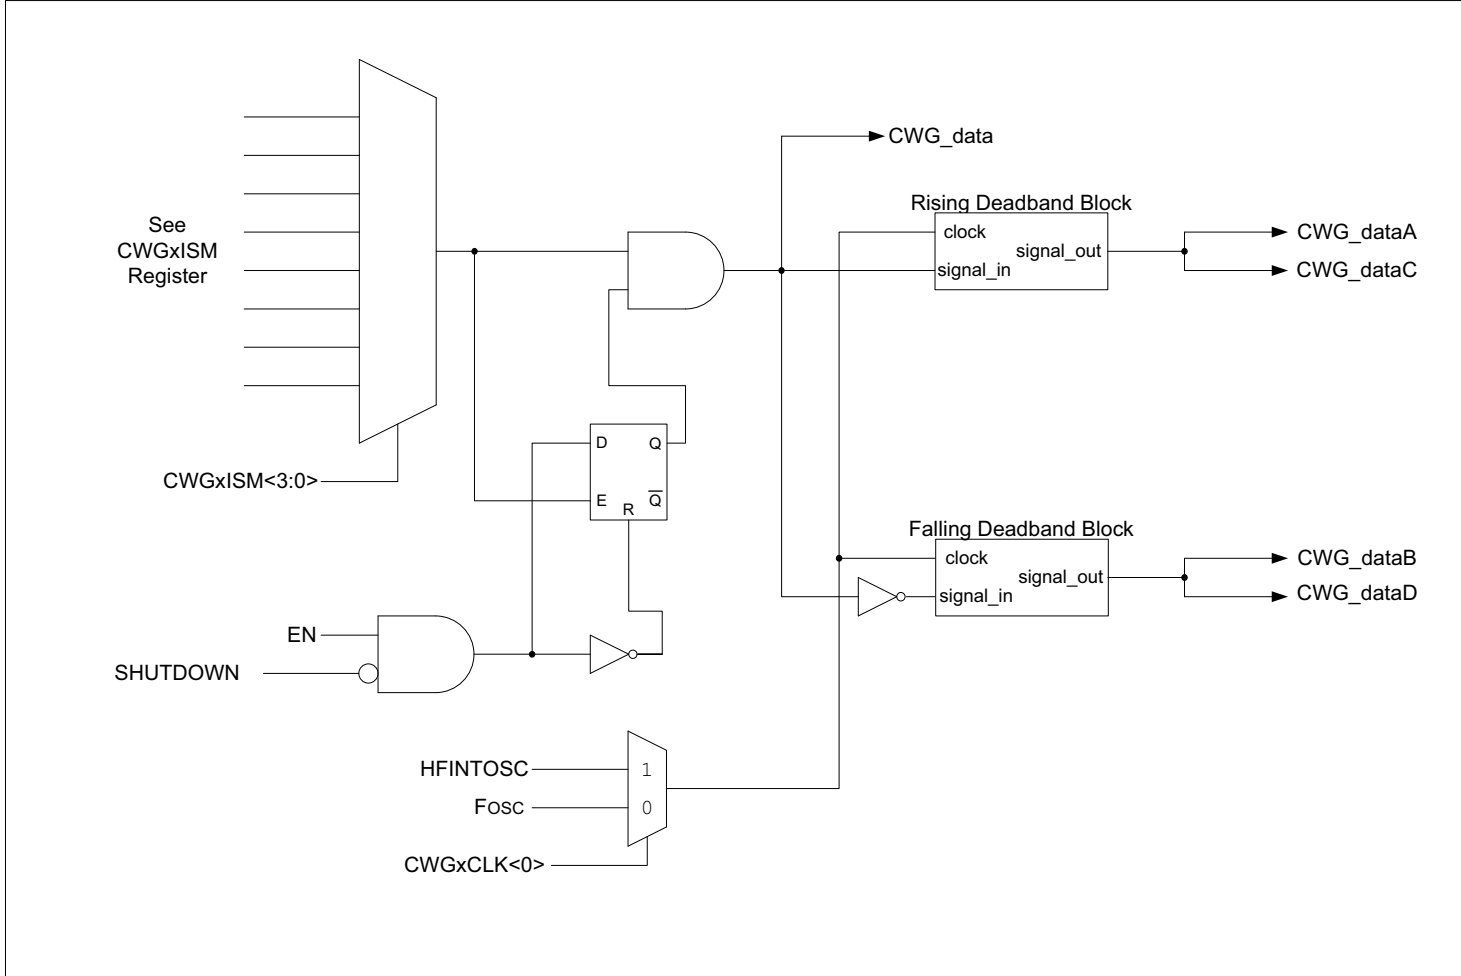 CWG_data
Rising Deadband Block
clock
signal_in
signal_out
CWG_dataA
CWG_dataC
See
CWGxISM
Register
CWGxISM<3:0>
D
Q
E
R
Q̅
Falling Deadband Block
clock
signal_in
signal_out
CWG_dataB
CWG_dataD
EN
SHUTDOWN
HFINTOSC
1
FOSC
0
CWGxCLK<0>